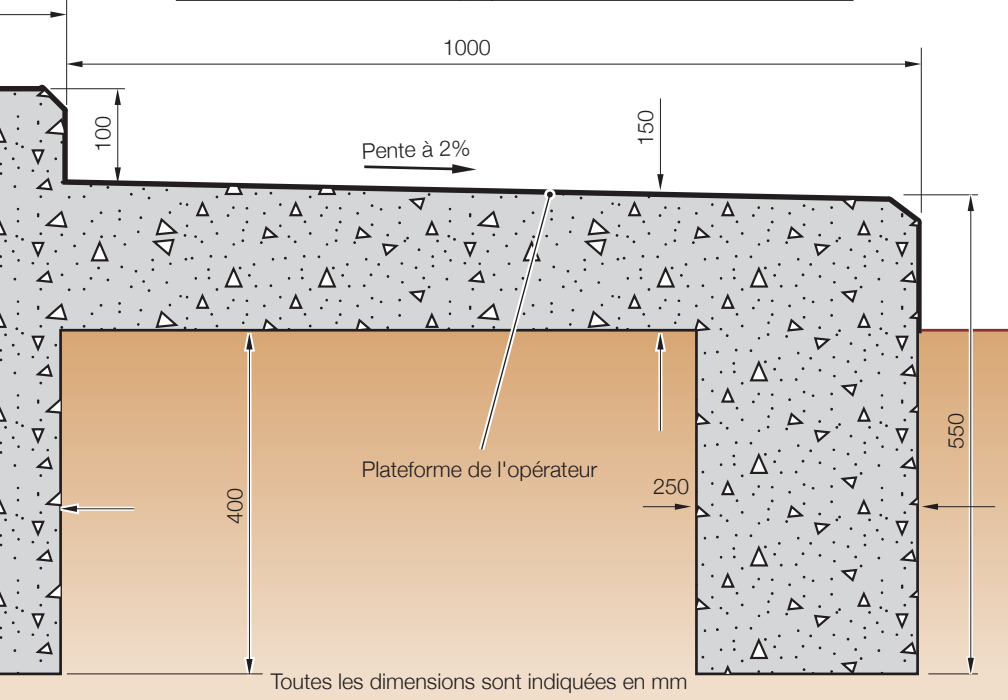 1000
100
150
Pente à 2%
550
Plateforme de l'opérateur
250
400
Toutes les dimensions sont indiquées en mm